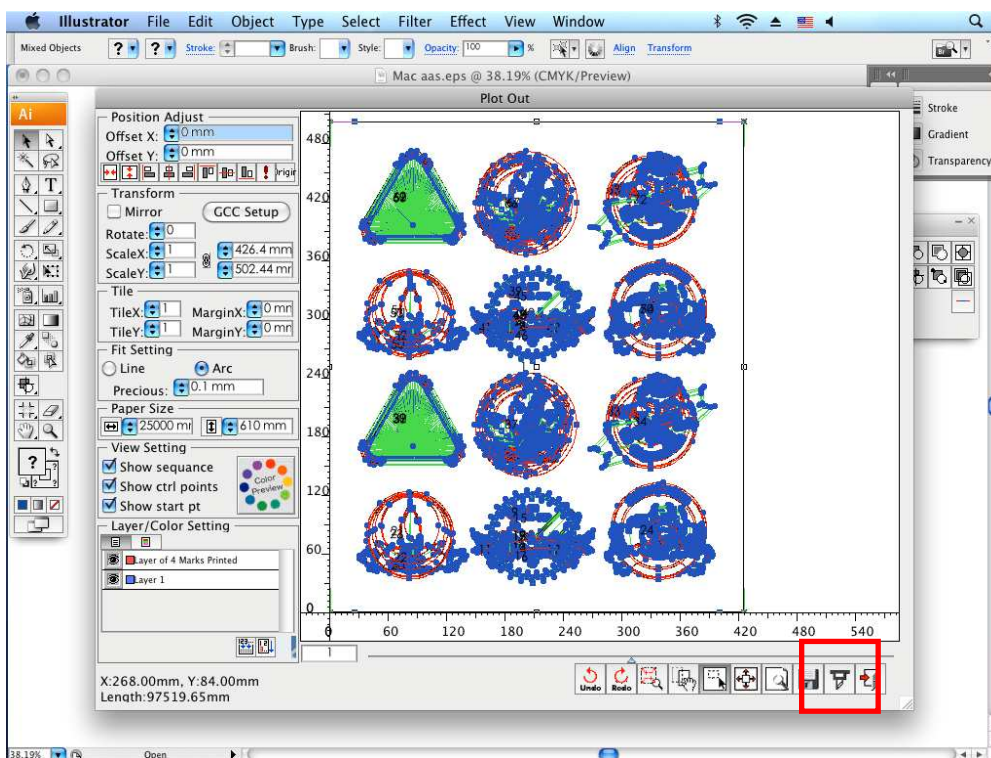 Illustrator File Edit Object Type Select Filter Effect View Window
Mixed Objects ? ? Stroke: Brush: Style: Opacity: 100 % Align Transform
Mac aas.eps @ 38.19% (CMYK/Preview)
Plot Out
Ai
Stroke
Gradient
Transparency
Position Adjust
Offset X: 0 mm
Offset Y: 0 mm
Transform
Mirror GCC Setup
Rotate: 0
ScaleX: 1 426.4 mm
ScaleY: 1 502.44 mr
Tile
TileX: 1 MarginX: 0 mm
TileY: 1 MarginY: 0 mm
Fit Setting
Line Arc
Precious: 0.1 mm
Paper Size
25000 mm 610 mm
View Setting
Show sequance
Show ctrl points
Show start pt
Color
Preview
Layer/Color Setting
Layer of 4 Marks Printed
Layer 1
480
420
360
300
240
180
120
60
0
0 60 120 180 240 300 360 420 480 540
1
X:268.00mm, Y:84.00mm
Length:97519.65mm
Undo Redo
38.19% Open